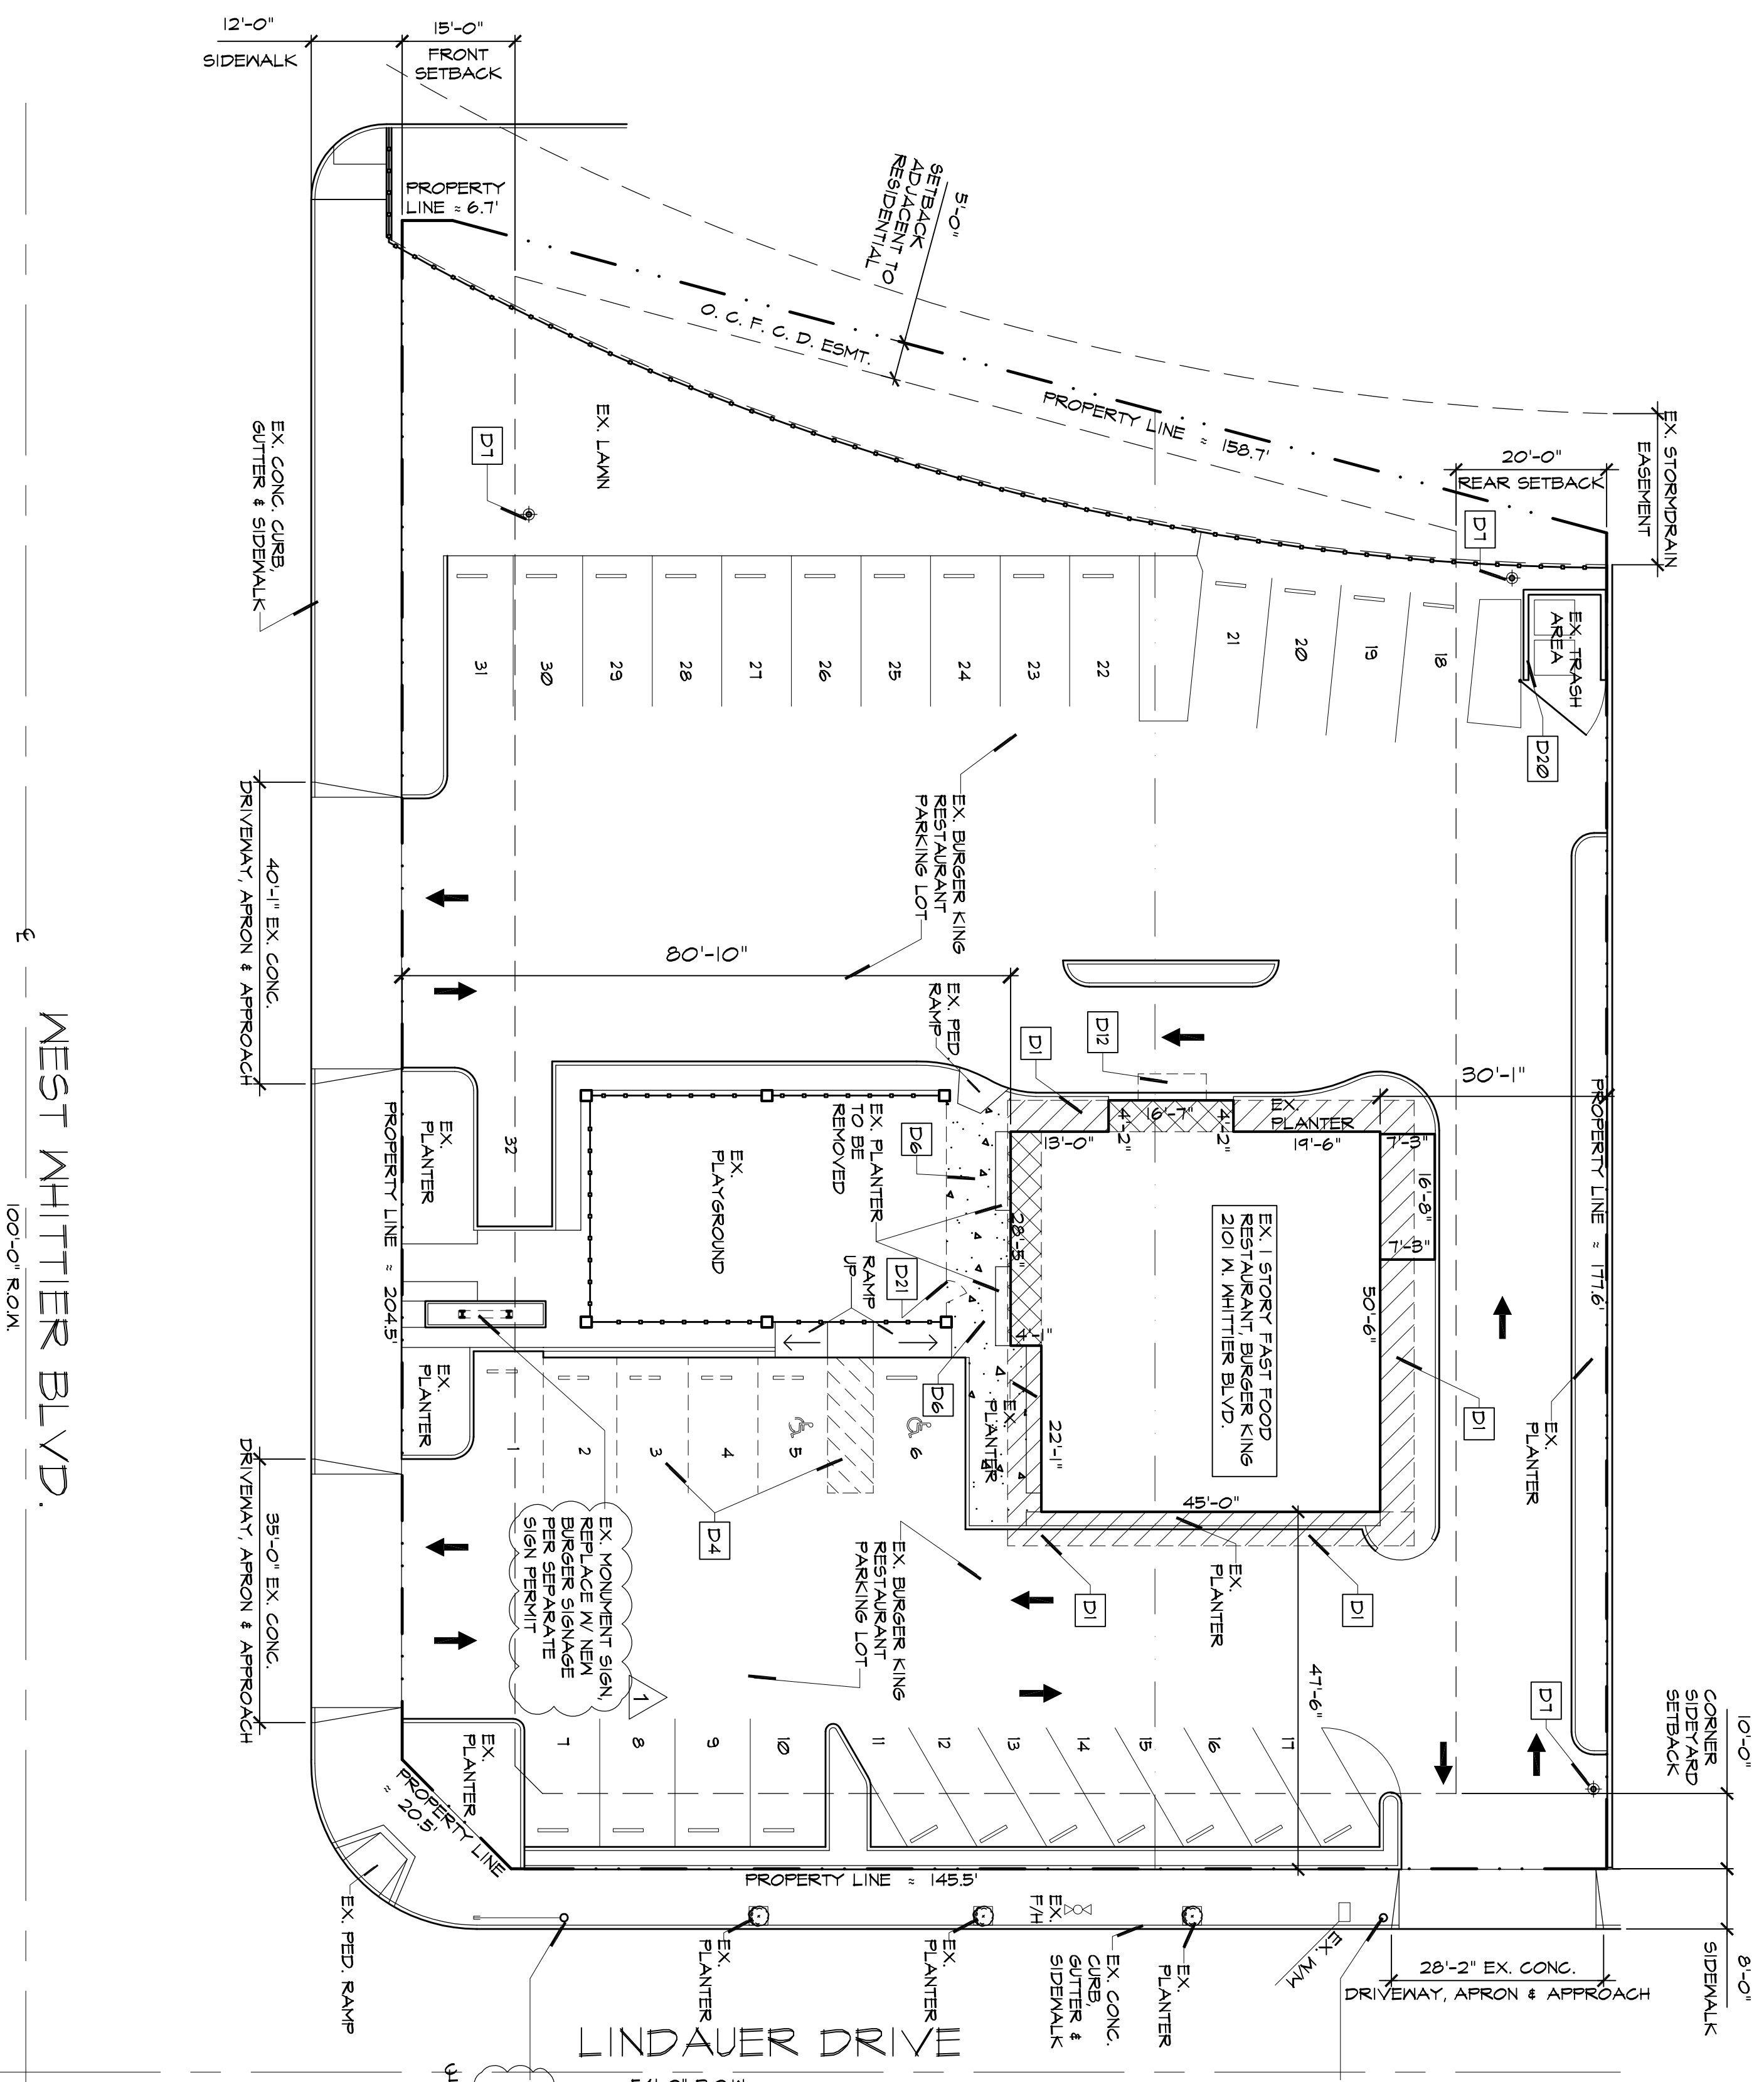 12'-0"
SIDEWALK
15'-0"
FRONT
SETBACK
PROPERTY
LINE ≈ 6.7'
5'-0"
SETBACK
ADJACENT TO
RESIDENTIAL
O. C. F. C. D. ESMT.
PROPERTY LINE ≈ 158.7'
EX. STORMDRAIN
EASEMENT
20'-0"
REAR SETBACK
D7
EX. TRASH
AREA
D20
EX. LAWN
D7
EX. CONC. CURB,
GUTTER & SIDEWALK
31
30
29
28
27
26
25
24
23
22
21
20
19
18
40'-1" EX. CONC.
DRIVEWAY, APRON & APPROACH
EX. BURGER KING
RESTAURANT
PARKING LOT
80'-10"
EX. PED.
RAMP
D1
D12
30'-1"
PROPERTY LINE ≈ 177.6'
4'-2"
16'-7"
4'-2"
EX.
PLANTER
13'-0"
19'-6"
7'-3"
16'-8"
7'-3"
EX.
PLANTER
32
PROPERTY LINE ≈ 204.5'
EX.
PLAYGROUND
EX. PLANTER
TO BE
REMOVED
D6
28'-5"
EX. 1 STORY FAST FOOD
RESTAURANT, BURGER KING
2101 W. WHITTIER BLVD.
50'-6"
RAMP
UP
D21
4'-1"
D6
EX.
PLANTER
22'-1"
45'-0"
D1
EX.
PLANTER
EX.
PLANTER
1
2
3
4
5
6
D4
EX. MONUMENT SIGN,
REPLACE W/ NEW
BURGER SIGNAGE
PER SEPARATE
SIGN PERMIT
1
EX. BURGER KING
RESTAURANT
PARKING LOT
D1
EX.
PLANTER
D1
47'-6"
35'-0" EX. CONC.
DRIVEWAY, APRON & APPROACH
D7
10'-0"
CORNER
SIDEYARD
SETBACK
EX.
PLANTER
7
8
9
10
11
12
13
14
15
16
17
PROPERTY LINE
≈ 20.5'
PROPERTY LINE ≈ 145.5'
EX. PED. RAMP
EX.
PLANTER
EX.
PLANTER
EX.
F/H
EX. CONC.
CURB,
GUTTER &
SIDEWALK
EX.
PLANTER
EX. W/M
28'-2" EX. CONC.
DRIVEWAY, APRON & APPROACH
8'-0"
SIDEWALK
LINDAUER DRIVE
WEST WHITTIER BLVD.
100'-0" R.O.W.